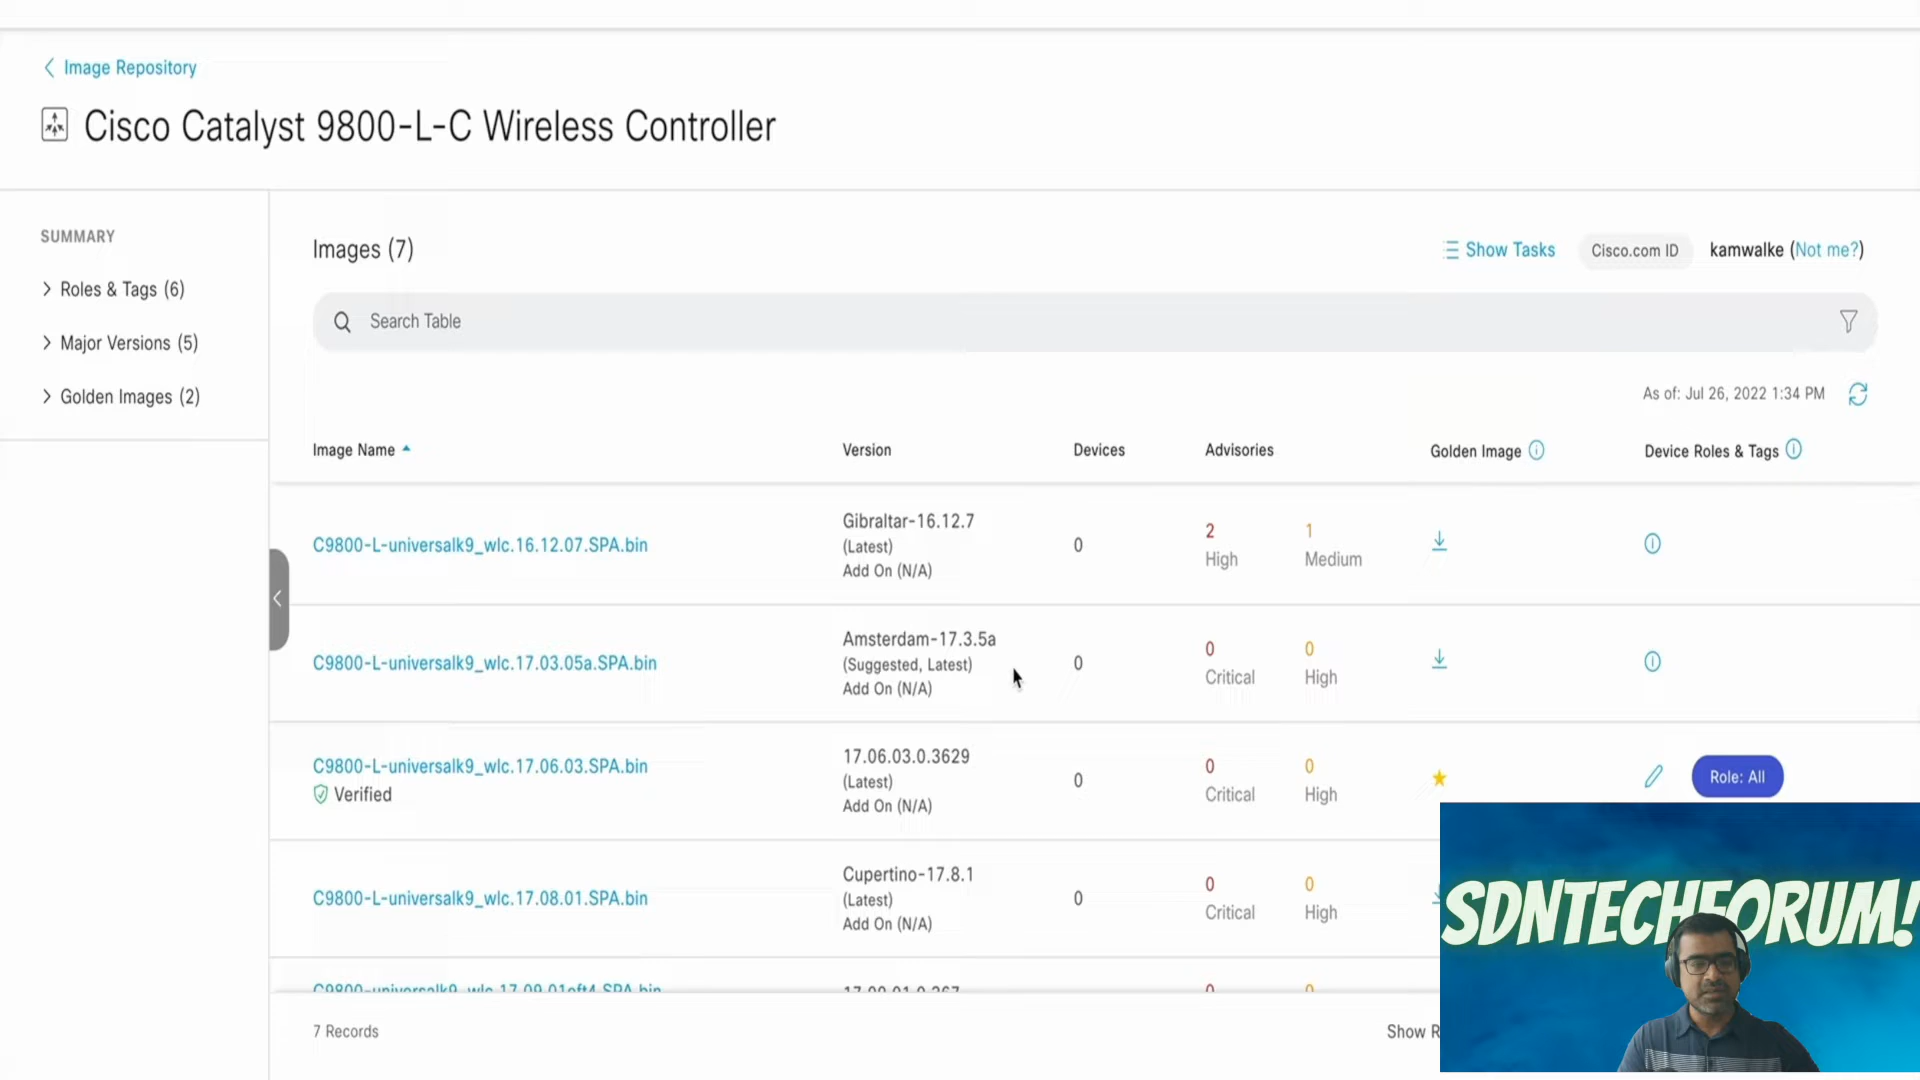 Image Repository
Cisco Catalyst 9800-L-C Wireless Controller
SUMMARY
Roles & Tags (6)
Major Versions (5)
Golden Images (2)
Images (7)
Show Tasks
Cisco.com ID
kamwalke (Not me?)
Search Table
As of: Jul 26, 2022 1:34 PM
Image Name
Version
Devices
Advisories
Golden Image
Device Roles & Tags
C9800-L-universalk9_wlc.16.12.07.SPA.bin
Gibraltar-16.12.7
(Latest)
Add On (N/A)
0
2
High
1
Medium
C9800-L-universalk9_wlc.17.03.05a.SPA.bin
Amsterdam-17.3.5a
(Suggested, Latest)
Add On (N/A)
0
0
Critical
0
High
C9800-L-universalk9_wlc.17.06.03.SPA.bin
Verified
17.06.03.0.3629
(Latest)
Add On (N/A)
0
0
Critical
0
High
Role: All
C9800-L-universalk9_wlc.17.08.01.SPA.bin
Cupertino-17.8.1
(Latest)
Add On (N/A)
0
0
Critical
0
High
7 Records
Show
SDNTECHFORUM!